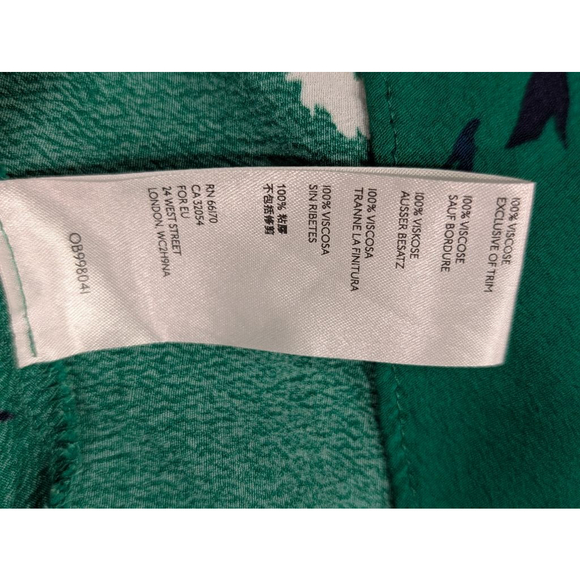 100% VISCOSE
EXCLUSIVE OF TRIM
100% VISCOSE
SAUF BORDURE
100% VISKOSE
AUSSER BESATZ
100% VISCOSA
TRANNE LA FINITURA
100% VISCOSA
SIN RIBETES
100% 粘膠
不包括修剪
RN 66170
CA 32054
FOR EU
24 WEST STREET
LONDON, WC2H9NA
OB998041